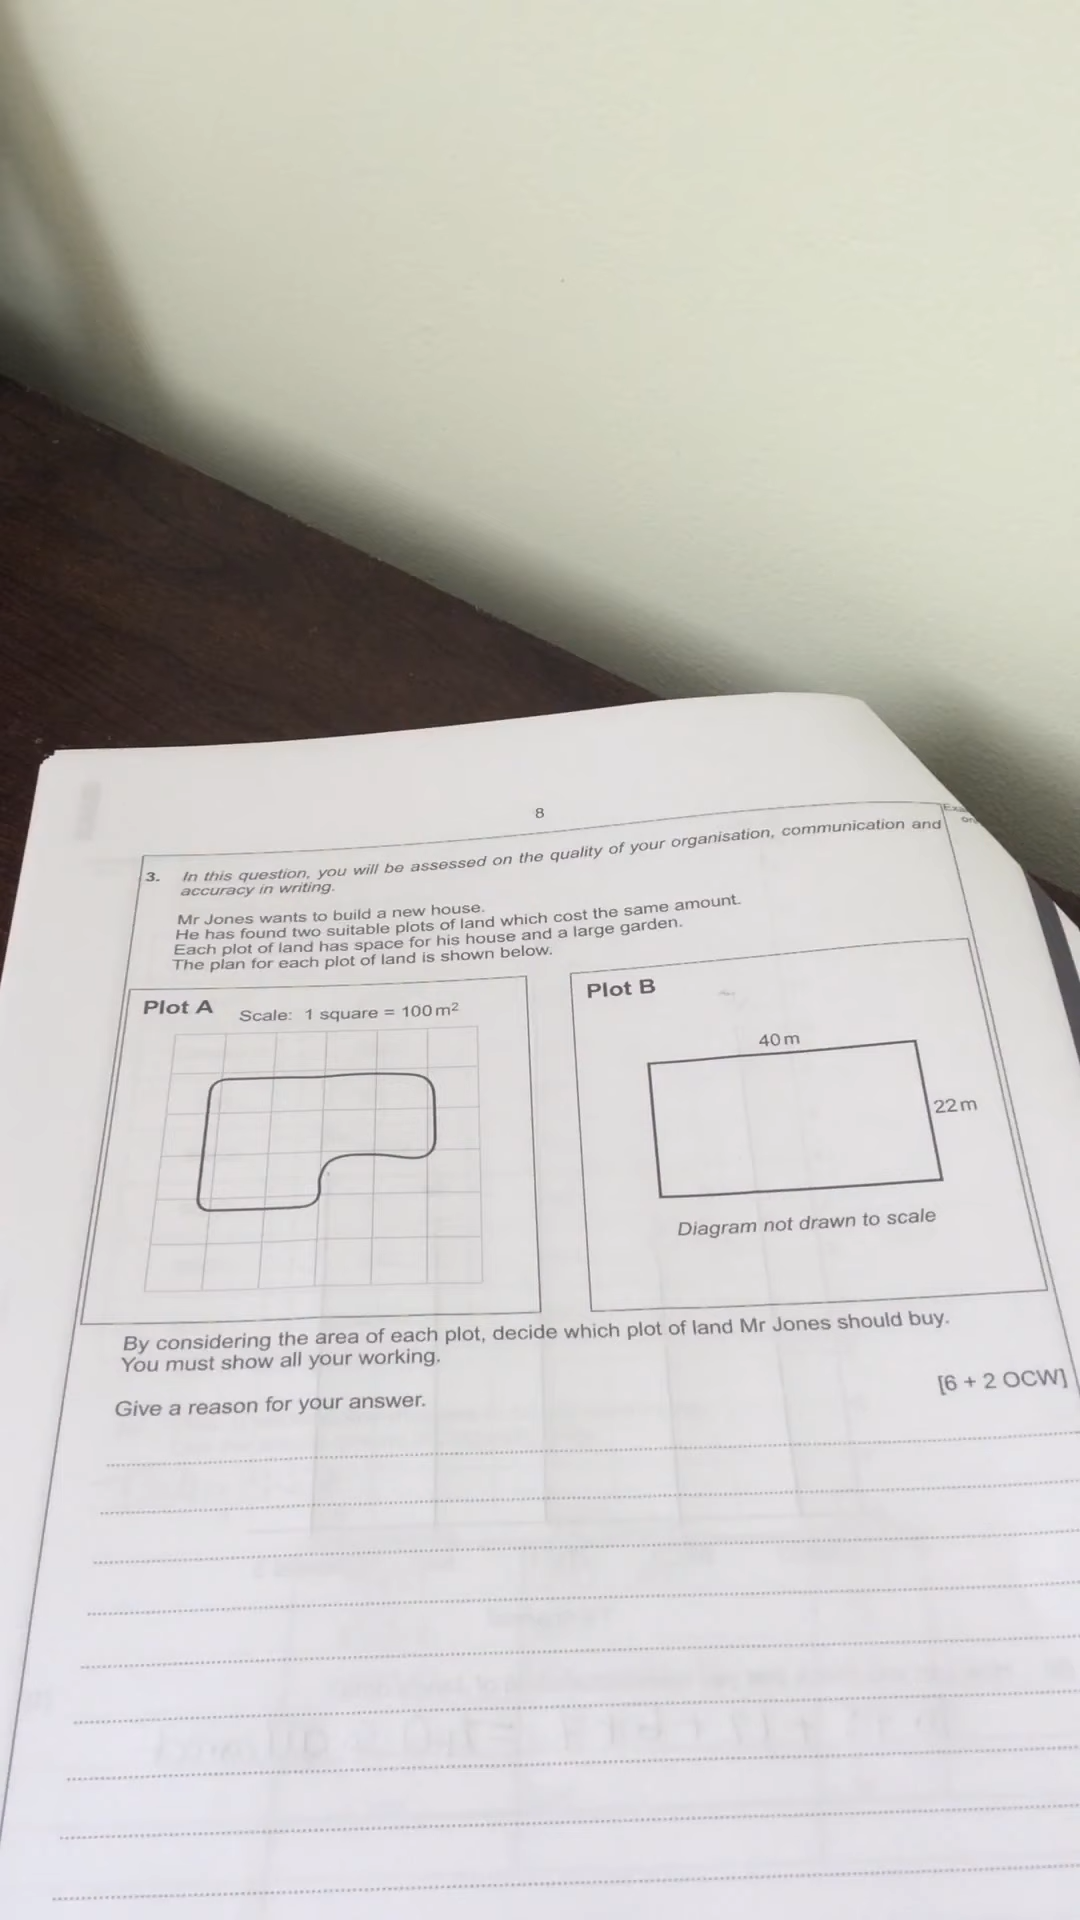 8
3. In this question, you will be assessed on the quality of your organisation, communication and
accuracy in writing.
Mr Jones wants to build a new house.
He has found two suitable plots of land which cost the same amount.
Each plot of land has space for his house and a large garden.
The plan for each plot of land is shown below.
Plot A
Scale: 1 square = 100 m²
Plot B
40 m
22 m
Diagram not drawn to scale
By considering the area of each plot, decide which plot of land Mr Jones should buy.
You must show all your working.
Give a reason for your answer.
[6 + 2 OCW]